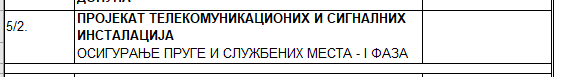 5/2.
ПРОЈЕКАТ ТЕЛЕКОМУНИКАЦИОНИХ И СИГНАЛНИХ
ИНСТАЛАЦИЈА
ОСИГУРАЊЕ ПРУГЕ И СЛУЖБЕНИХ МЕСТА - I ФАЗА